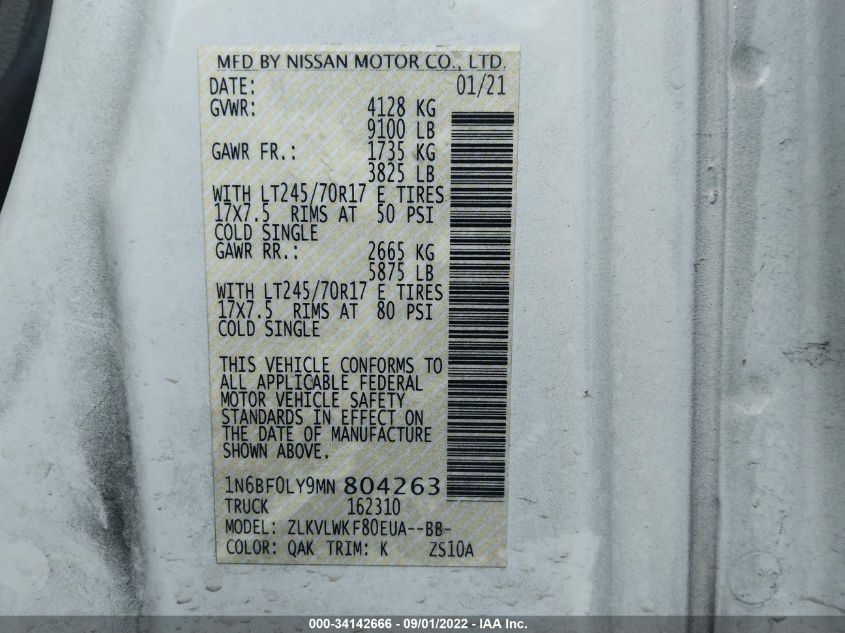 MFD BY NISSAN MOTOR CO., LTD.
DATE: 01/21
GVWR: 4128 KG
9100 LB
GAWR FR.: 1735 KG
3825 LB
WITH LT245/70R17 E TIRES
17X7.5 RIMS AT 50 PSI
COLD SINGLE
GAWR RR.: 2665 KG
5875 LB
WITH LT245/70R17 E TIRES
17X7.5 RIMS AT 80 PSI
COLD SINGLE
THIS VEHICLE CONFORMS TO
ALL APPLICABLE FEDERAL
MOTOR VEHICLE SAFETY
STANDARDS IN EFFECT ON
THE DATE OF MANUFACTURE
SHOWN ABOVE.
1N6BF0LY9MN 804263
TRUCK 162310
MODEL: ZLKVLWKF80EUA--BB-
COLOR: QAK TRIM: K ZS10A
000-34142666 - 09/01/2022 - IAA Inc.